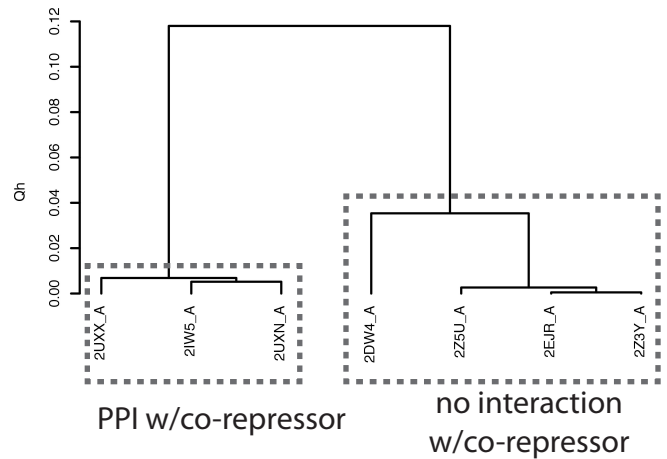 0.12
0.10
0.08
0.06
0.04
0.02
0.00
Qh
2UXX_A
2IW5_A
2UXN_A
2DW4_A
2Z5U_A
2EJR_A
2Z3Y_A
PPI w/co-repressor
no interaction
w/co-repressor